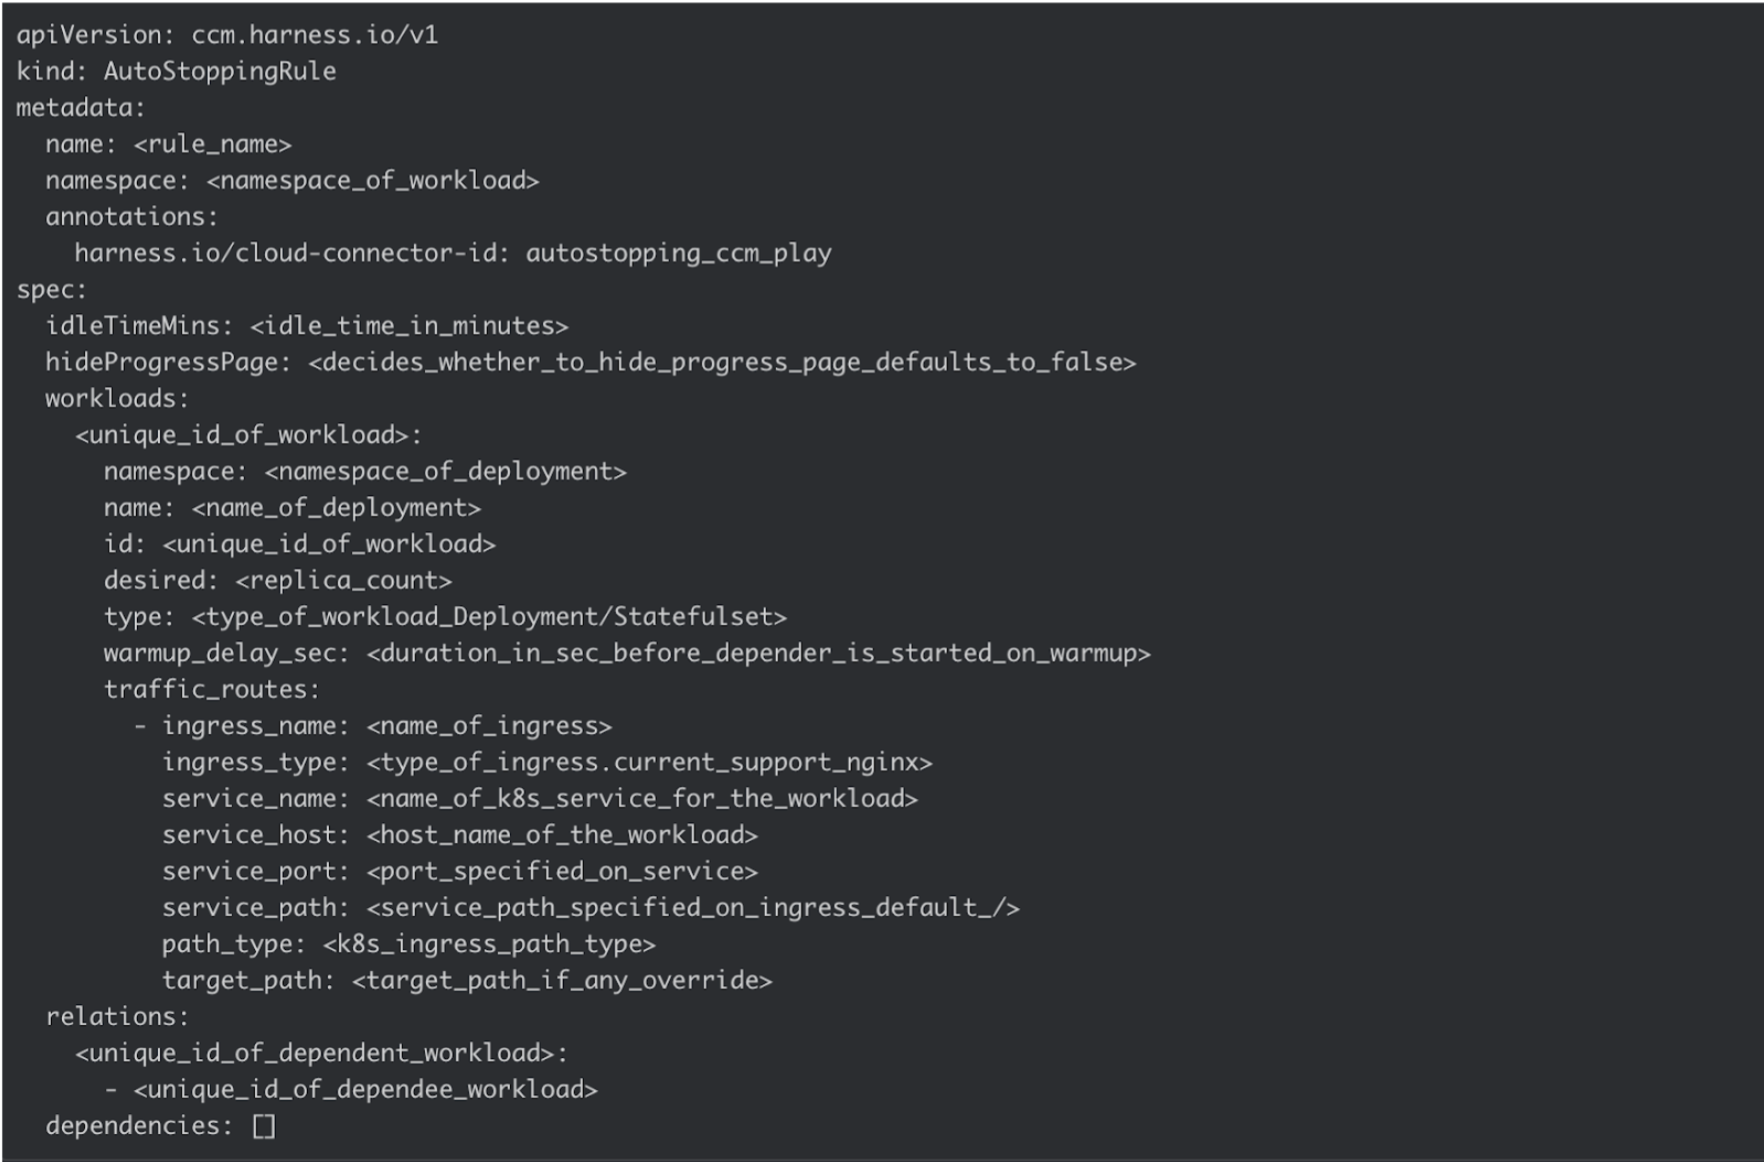 apiVersion: ccm.harness.io/v1
kind: AutoStoppingRule
metadata:
  name: <rule_name>
  namespace: <namespace_of_workload>
  annotations:
    harness.io/cloud-connector-id: autostopping_ccm_play
spec:
  idleTimeMins: <idle_time_in_minutes>
  hideProgressPage: <decides_whether_to_hide_progress_page_defaults_to_false>
  workloads:
    <unique_id_of_workload>:
      namespace: <namespace_of_deployment>
      name: <name_of_deployment>
      id: <unique_id_of_workload>
      desired: <replica_count>
      type: <type_of_workload_Deployment/Statefulset>
      warmup_delay_sec: <duration_in_sec_before_depender_is_started_on_warmup>
      traffic_routes:
        - ingress_name: <name_of_ingress>
          ingress_type: <type_of_ingress.current_support_nginx>
          service_name: <name_of_k8s_service_for_the_workload>
          service_host: <host_name_of_the_workload>
          service_port: <port_specified_on_service>
          service_path: <service_path_specified_on_ingress_default_/>
          path_type: <k8s_ingress_path_type>
          target_path: <target_path_if_any_override>
  relations:
    <unique_id_of_dependent_workload>:
      - <unique_id_of_dependee_workload>
  dependencies: []